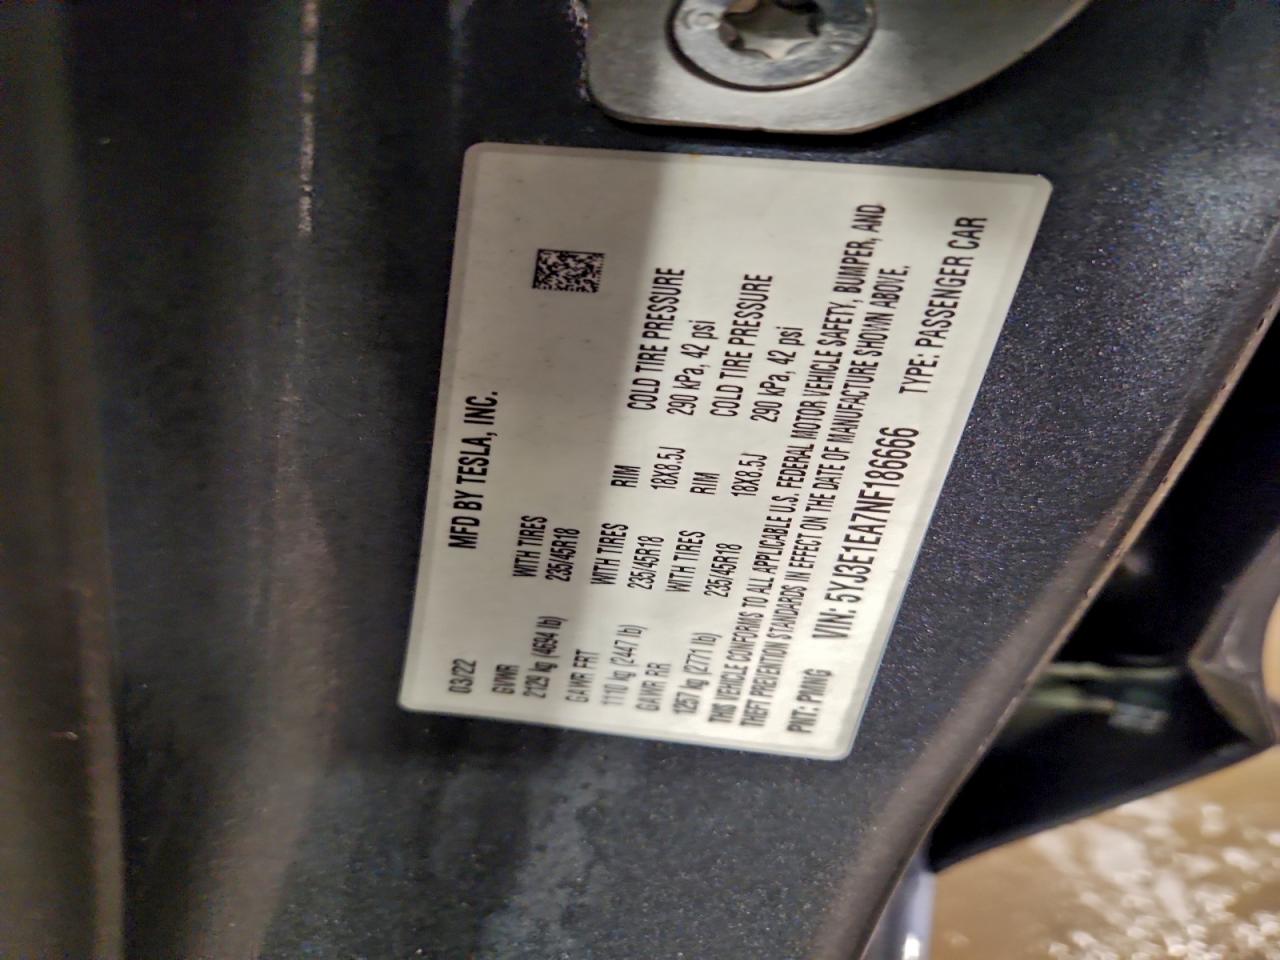 MFD BY TESLA, INC.
03/22
GVWR WITH TIRES
2129 kg (4694 lb) 235/45R18
GAWR FRT WITH TIRES RIM COLD TIRE PRESSURE
1110 kg (2447 lb) 235/45R18 18X8.5J 290 kPa, 42 psi
GAWR RR WITH TIRES RIM COLD TIRE PRESSURE
1257 kg (2771 lb) 235/45R18 18X8.5J 290 kPa, 42 psi
THIS VEHICLE CONFORMS TO ALL APPLICABLE U.S. FEDERAL MOTOR VEHICLE SAFETY, BUMPER, AND
THEFT PREVENTION STANDARDS IN EFFECT ON THE DATE OF MANUFACTURE SHOWN ABOVE.
PNT: PMNG VIN: 5YJ3E1EA7NF186666 TYPE: PASSENGER CAR